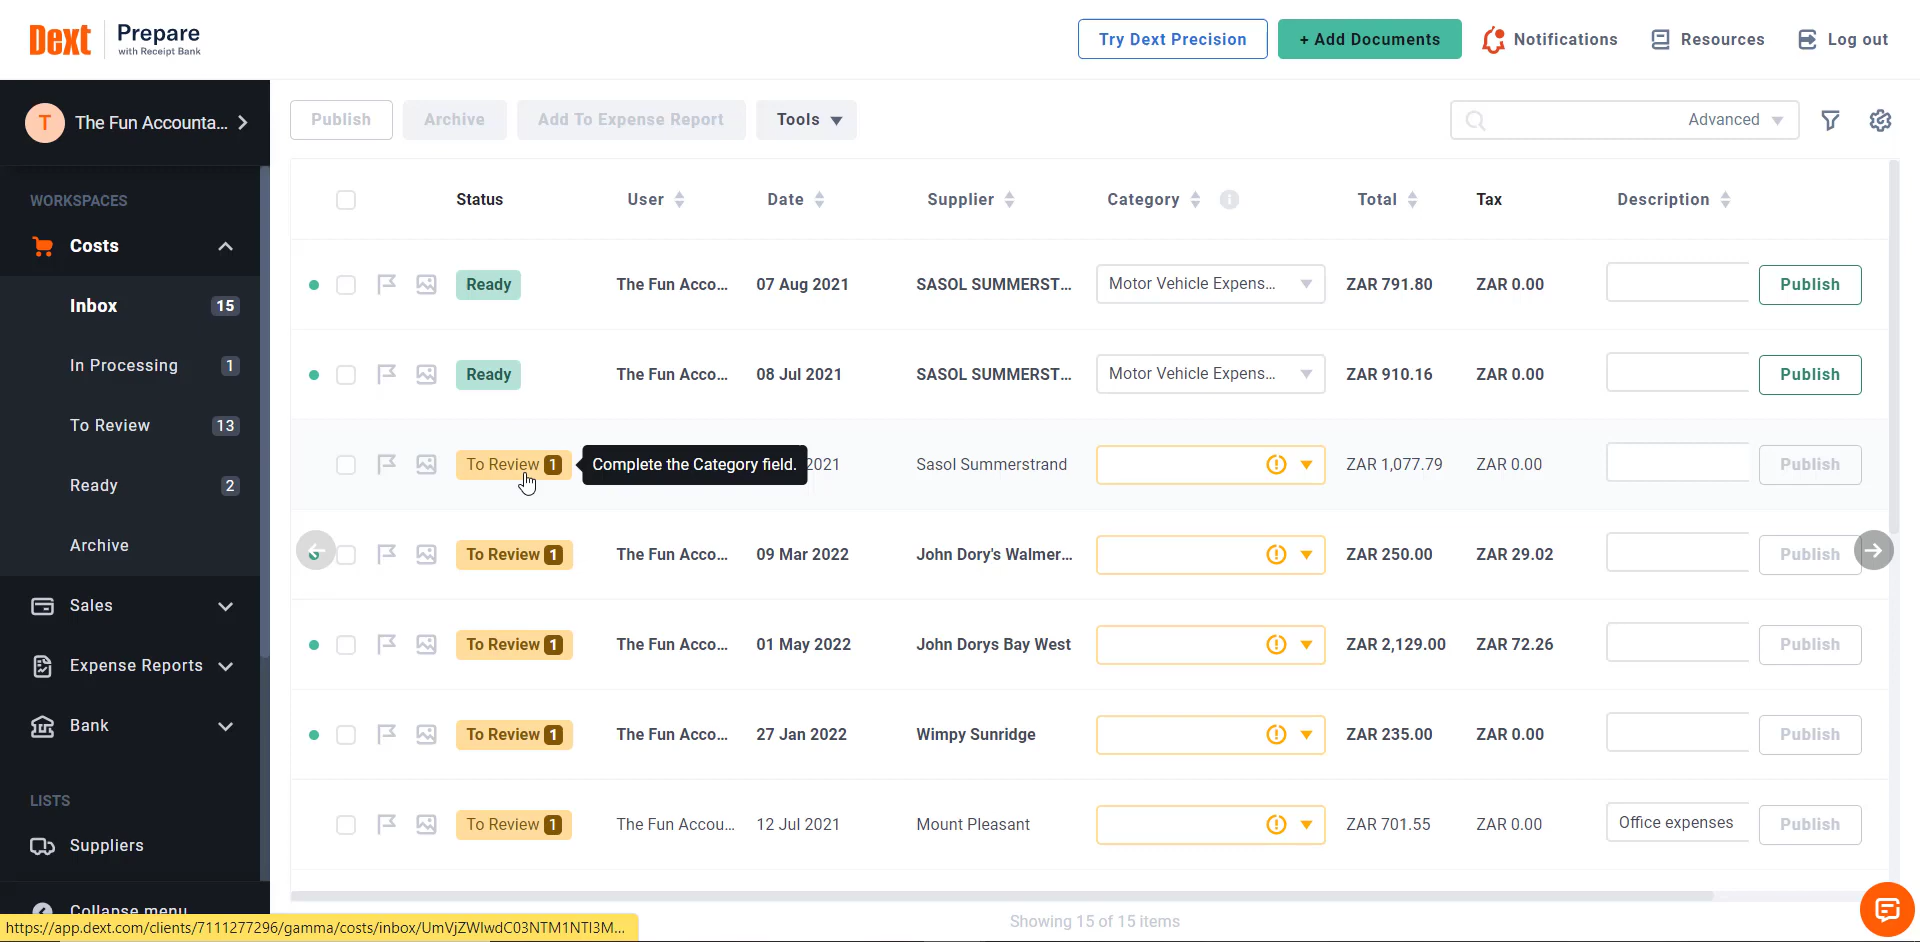 Dext Prepare
with Receipt Bank
Try Dext Precision
+ Add Documents
Notifications
Resources
Log out
T The Fun Accounta...
Publish
Archive
Add To Expense Report
Tools
Advanced
WORKSPACES
Costs
Inbox 15
In Processing 1
To Review 13
Ready 2
Archive
Sales
Expense Reports
Bank
LISTS
Suppliers
Collapse menu
Status User Date Supplier Category Total Tax Description
Ready The Fun Acco... 07 Aug 2021 SASOL SUMMERST... Motor Vehicle Expens... ZAR 791.80 ZAR 0.00 Publish
Ready The Fun Acco... 08 Jul 2021 SASOL SUMMERST... Motor Vehicle Expens... ZAR 910.16 ZAR 0.00 Publish
To Review 1 Complete the Category field. 2021 Sasol Summerstrand ZAR 1,077.79 ZAR 0.00 Publish
To Review 1 The Fun Acco... 09 Mar 2022 John Dory's Walmer... ZAR 250.00 ZAR 29.02 Publish
To Review 1 The Fun Acco... 01 May 2022 John Dorys Bay West ZAR 2,129.00 ZAR 72.26 Publish
To Review 1 The Fun Acco... 27 Jan 2022 Wimpy Sunridge ZAR 235.00 ZAR 0.00 Publish
To Review 1 The Fun Accou... 12 Jul 2021 Mount Pleasant ZAR 701.55 ZAR 0.00 Office expenses Publish
Showing 15 of 15 items
https://app.dext.com/clients/7111277296/gamma/costs/inbox/UmVjZWlwdC03NTM1NTI3M...